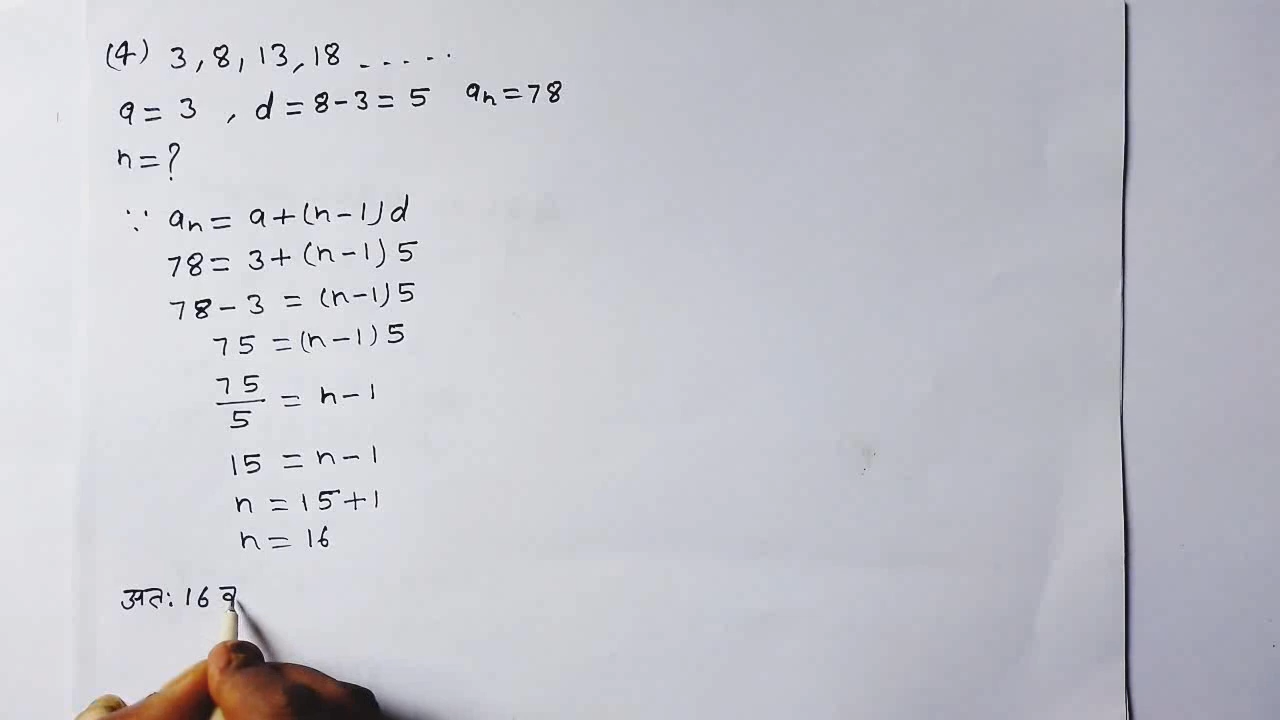 (4) 3, 8, 13, 18 .....
a = 3 , d = 8 - 3 = 5 aₙ = 78
n = ?
∵ aₙ = a + (n - 1) d
78 = 3 + (n - 1) 5
78 - 3 = (n - 1) 5
75 = (n - 1) 5
75/5 = n - 1
15 = n - 1
n = 15 + 1
n = 16
अतः 16 व